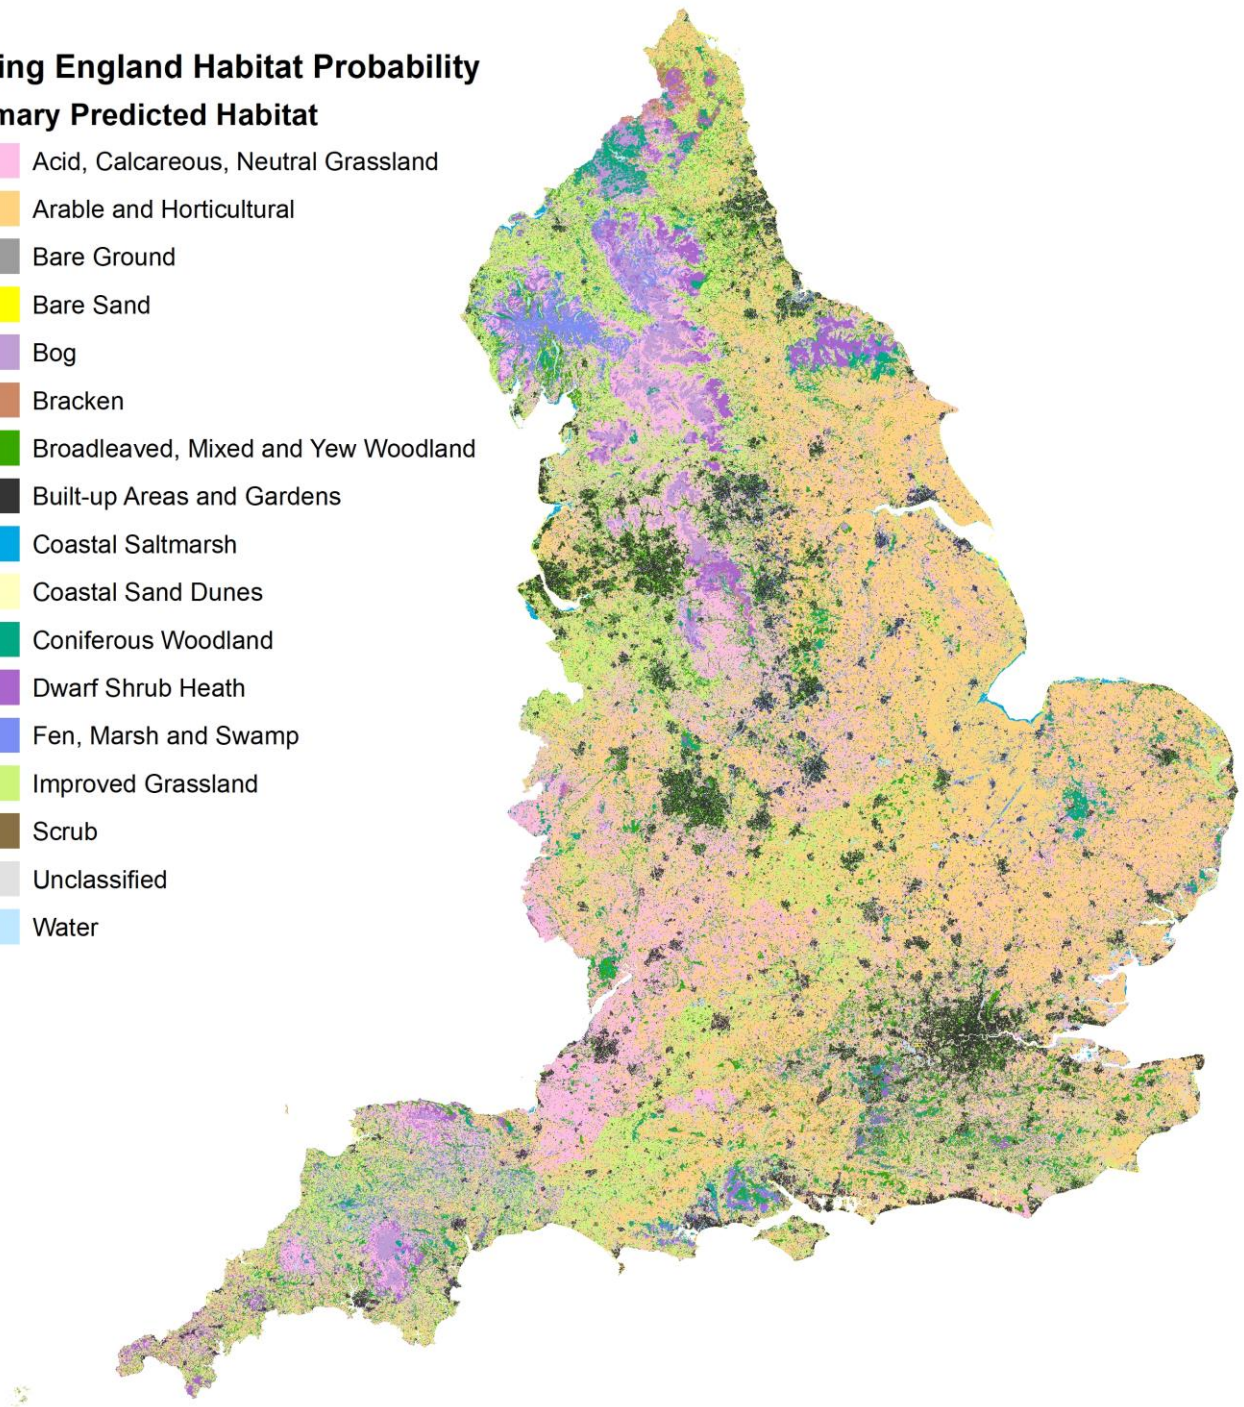 ing England Habitat Probability
mary Predicted Habitat
Acid, Calcareous, Neutral Grassland
Arable and Horticultural
Bare Ground
Bare Sand
Bog
Bracken
Broadleaved, Mixed and Yew Woodland
Built-up Areas and Gardens
Coastal Saltmarsh
Coastal Sand Dunes
Coniferous Woodland
Dwarf Shrub Heath
Fen, Marsh and Swamp
Improved Grassland
Scrub
Unclassified
Water